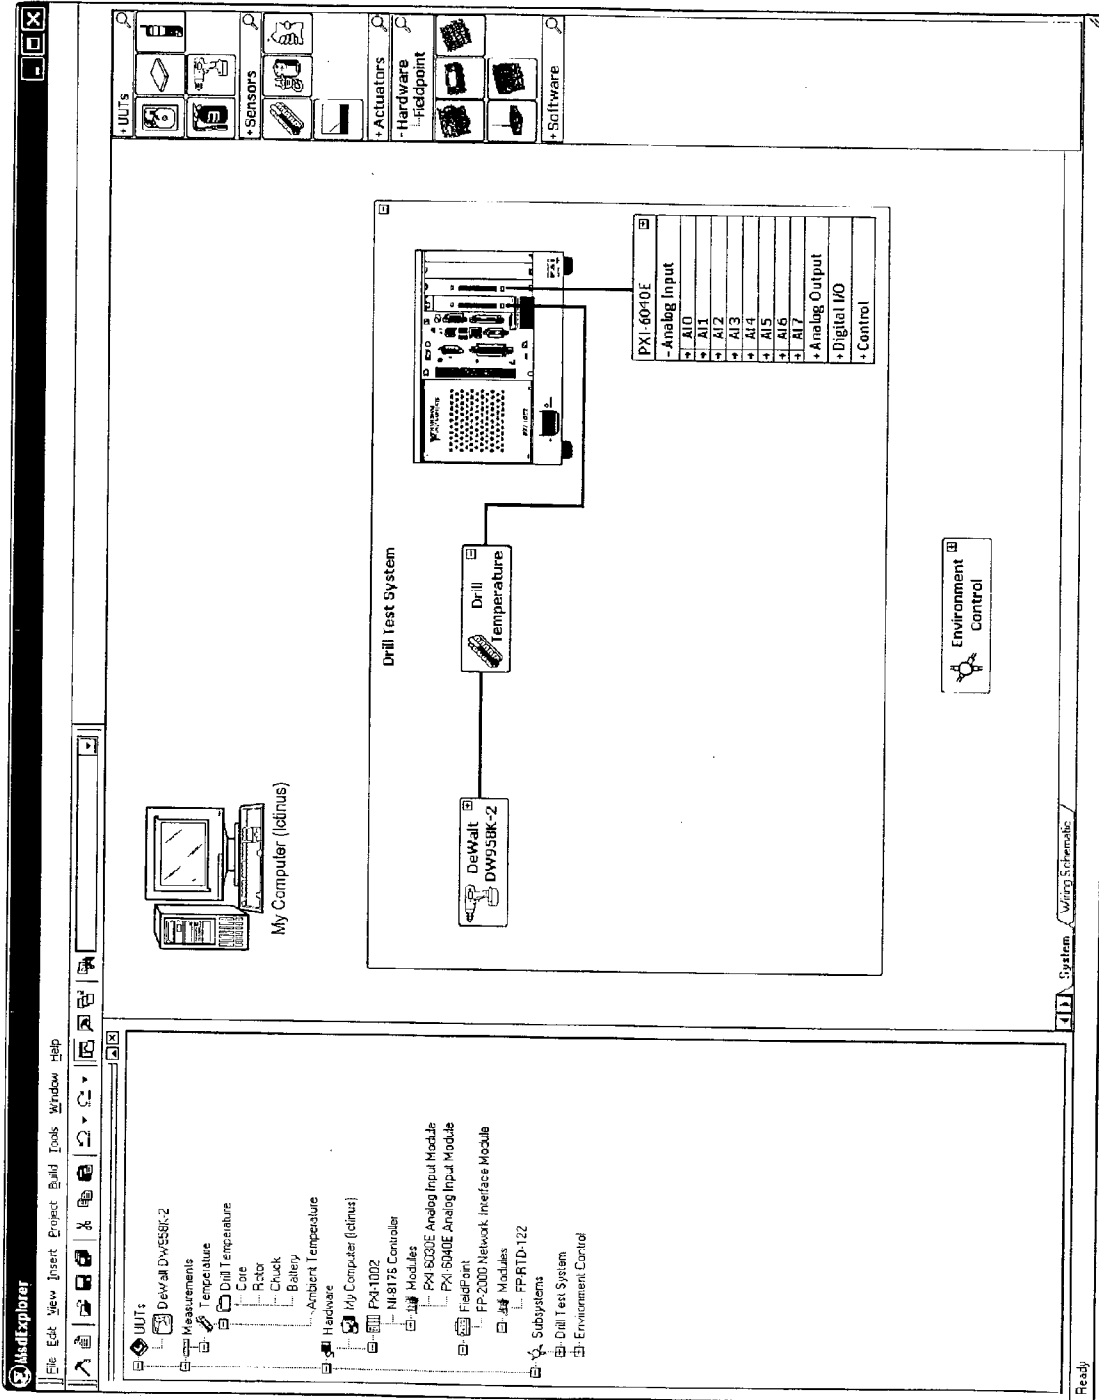 MsdExplorer
File Edit View Insert Project Build Tools Window Help
UUTs
DeWalt DW958K-2
Measurements
Temperature
Drill Temperature
Core
Rotor
Chuck
Battery
Ambient Temperature
Hardware
My Computer (Ictinus)
PXI-1002
NI-8176 Controller
Modules
PXI-6030E Analog Input Module
PXI-6040E Analog Input Module
FieldPoint
FP-2000 Network Interface Module
Modules
FP-RTD-122
Subsystems
Drill Test System
Environment Control
My Computer (Ictinus)
Drill Test System
DeWalt
DW958K-2
Drill
Temperature
PXI-6040E
- Analog Input
AI0
AI1
AI2
AI3
AI4
AI5
AI6
AI7
+ Analog Output
+ Digital I/O
+ Control
Environment
Control
+ UUTs
+ Sensors
+ Actuators
- Hardware
Fieldpoint
+ Software
System
Wiring Schematic
Ready